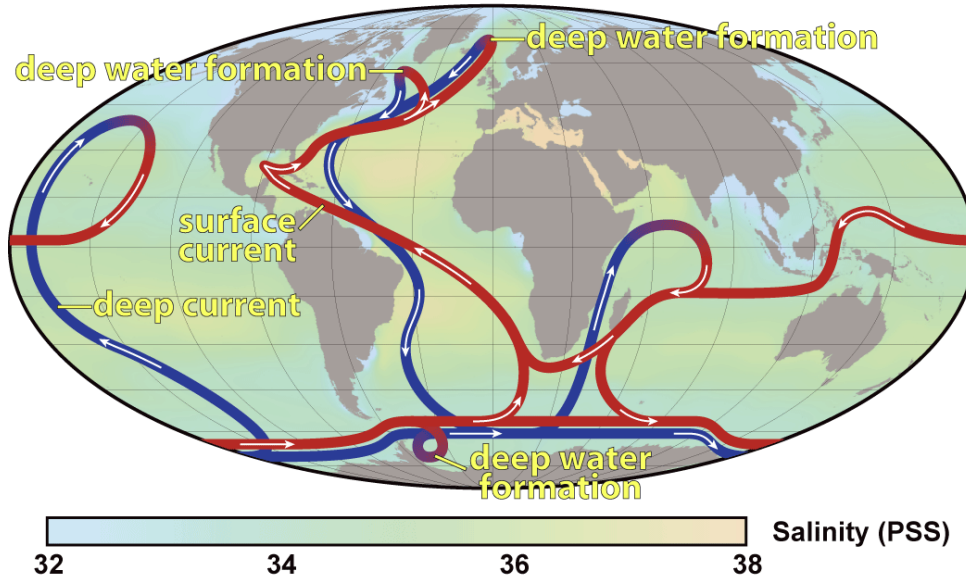 deep water formation
deep water formation
surface
current
deep current
deep water
formation
Salinity (PSS)
32
34
36
38